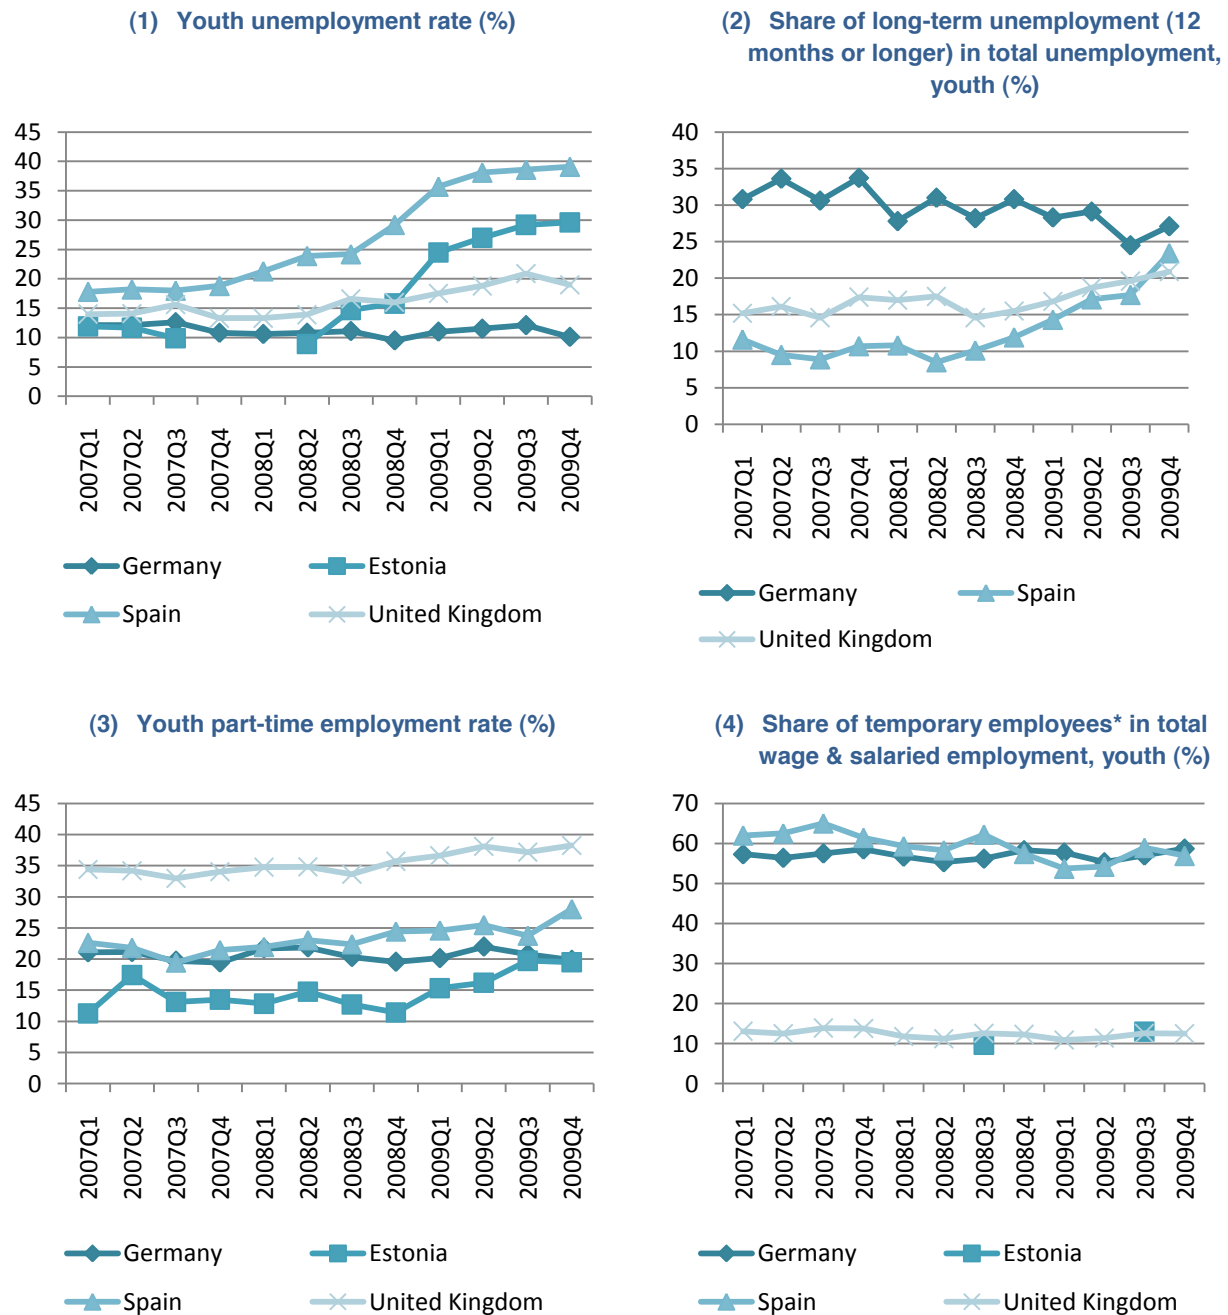 (1) Youth unemployment rate (%)
45
40
35
30
25
20
15
10
5
0
2007Q1
2007Q2
2007Q3
2007Q4
2008Q1
2008Q2
2008Q3
2008Q4
2009Q1
2009Q2
2009Q3
2009Q4
Germany
Estonia
Spain
United Kingdom
(2) Share of long-term unemployment (12
months or longer) in total unemployment,
youth (%)
40
35
30
25
20
15
10
5
0
2007Q1
2007Q2
2007Q3
2007Q4
2008Q1
2008Q2
2008Q3
2008Q4
2009Q1
2009Q2
2009Q3
2009Q4
Germany
Spain
United Kingdom
(3) Youth part-time employment rate (%)
45
40
35
30
25
20
15
10
5
0
2007Q1
2007Q2
2007Q3
2007Q4
2008Q1
2008Q2
2008Q3
2008Q4
2009Q1
2009Q2
2009Q3
2009Q4
Germany
Estonia
Spain
United Kingdom
(4) Share of temporary employees* in total
wage & salaried employment, youth (%)
70
60
50
40
30
20
10
0
2007Q1
2007Q2
2007Q3
2007Q4
2008Q1
2008Q2
2008Q3
2008Q4
2009Q1
2009Q2
2009Q3
2009Q4
Germany
Estonia
Spain
United Kingdom